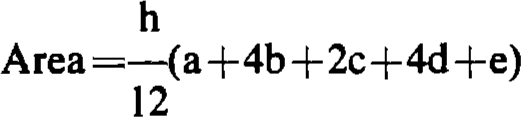 Area = h/12 (a+4b+2c+4d+e)